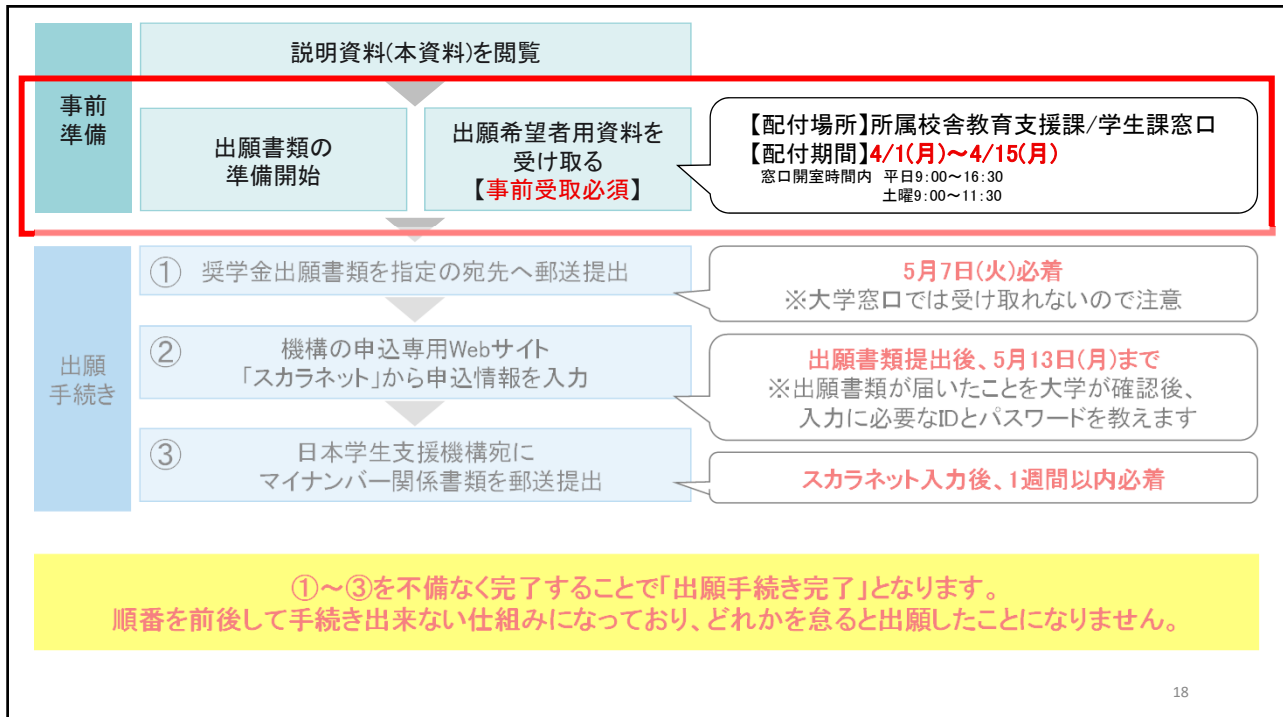 説明資料(本資料)を閲覧
事前
準備
出願書類の
準備開始
出願希望者用資料を
受け取る
【事前受取必須】
【配付場所】所属校舎教育支援課/学生課窓口
【配付期間】4/1(月)～4/15(月)
窓口開室時間内 平日9:00～16:30
土曜9:00～11:30
出願
手続き
① 奨学金出願書類を指定の宛先へ郵送提出
5月7日(火)必着
※大学窓口では受け取れないので注意
② 機構の申込専用Webサイト
「スカラネット」から申込情報を入力
出願書類提出後、5月13日(月)まで
※出願書類が届いたことを大学が確認後、
入力に必要なIDとパスワードを教えます
③ 日本学生支援機構宛に
マイナンバー関係書類を郵送提出
スカラネット入力後、1週間以内必着
①～③を不備なく完了することで「出願手続き完了」となります。
順番を前後して手続き出来ない仕組みになっており、どれかを怠ると出願したことになりません。
18